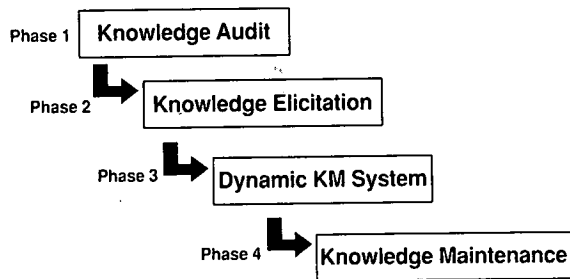 Phase 1 Knowledge Audit
Phase 2 Knowledge Elicitation
Phase 3 Dynamic KM System
Phase 4 Knowledge Maintenance